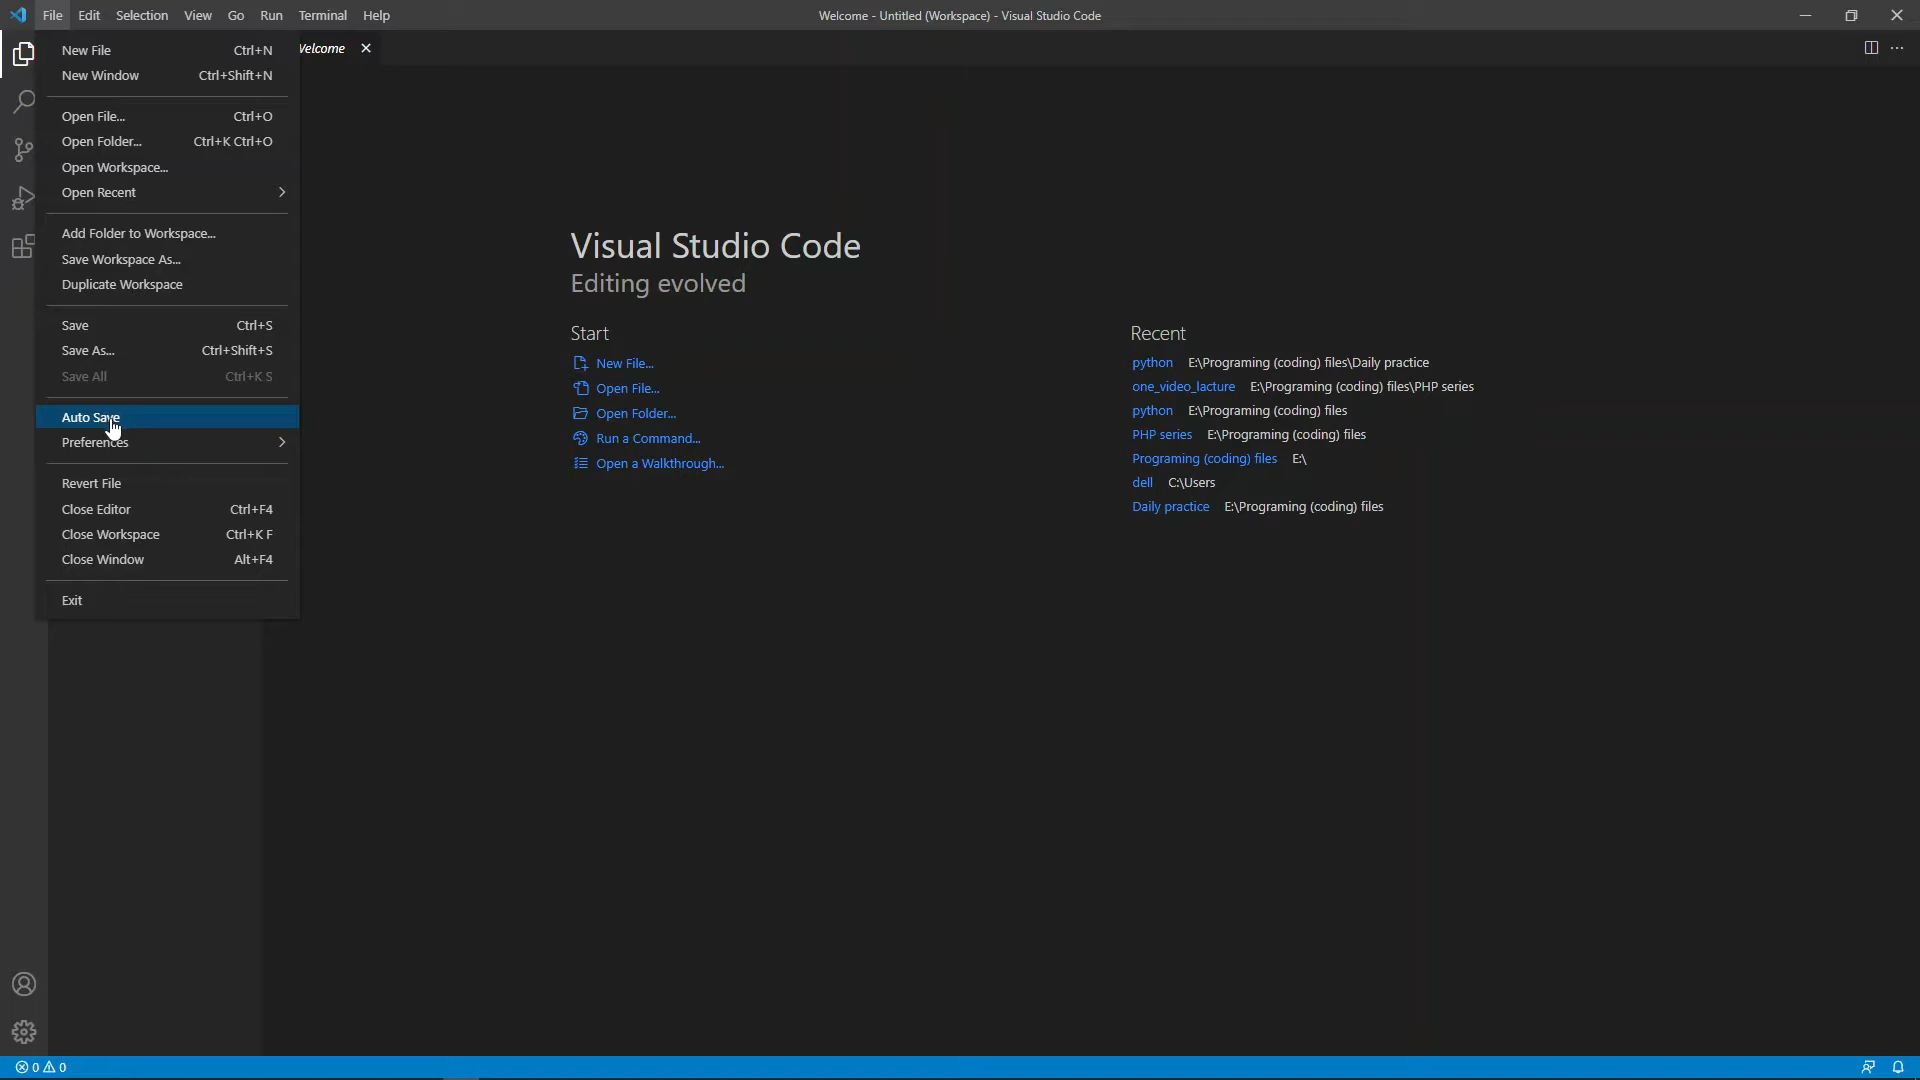 File Edit Selection View Go Run Terminal Help
Welcome - Untitled (Workspace) - Visual Studio Code
New File Ctrl+N
New Window Ctrl+Shift+N
Open File... Ctrl+O
Open Folder... Ctrl+K Ctrl+O
Open Workspace...
Open Recent
Add Folder to Workspace...
Save Workspace As...
Duplicate Workspace
Save Ctrl+S
Save As... Ctrl+Shift+S
Save All Ctrl+K S
Auto Save
Preferences
Revert File
Close Editor Ctrl+F4
Close Workspace Ctrl+K F
Close Window Alt+F4
Exit
Welcome
Visual Studio Code
Editing evolved
Start
New File...
Open File...
Open Folder...
Run a Command...
Open a Walkthrough...
Recent
python E:\Programing (coding) files\Daily practice
one_video_lacture E:\Programing (coding) files\PHP series
python E:\Programing (coding) files
PHP series E:\Programing (coding) files
Programing (coding) files E:\
dell C:\Users
Daily practice E:\Programing (coding) files
0 0